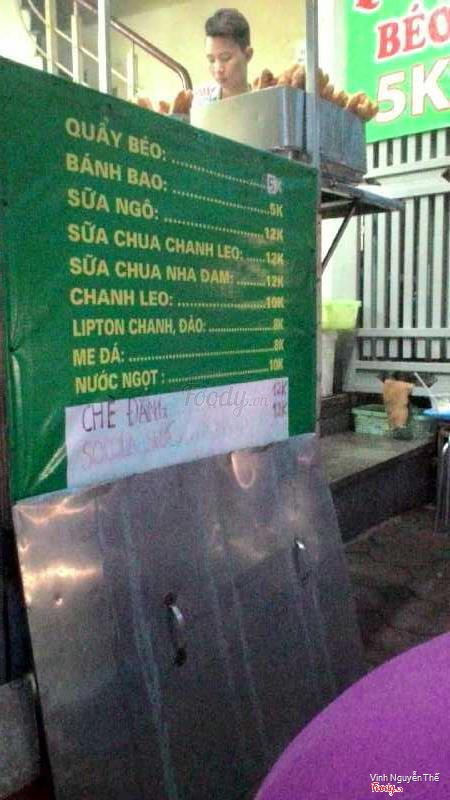 BÉO
5K
QUẨY BÉO: 5K
BÁNH BAO: 5K
SỮA NGÔ: 12K
SỮA CHUA CHANH LEO: 12K
SỮA CHUA NHA ĐAM: 12K
CHANH LEO: 10K
LIPTON CHANH, ĐÀO: 8K
ME ĐÁ: 8K
NƯỚC NGỌT : 10K
CHÈ 12K
12K
Foody.vn
Vinh Nguyễn Thế
Foody.vn